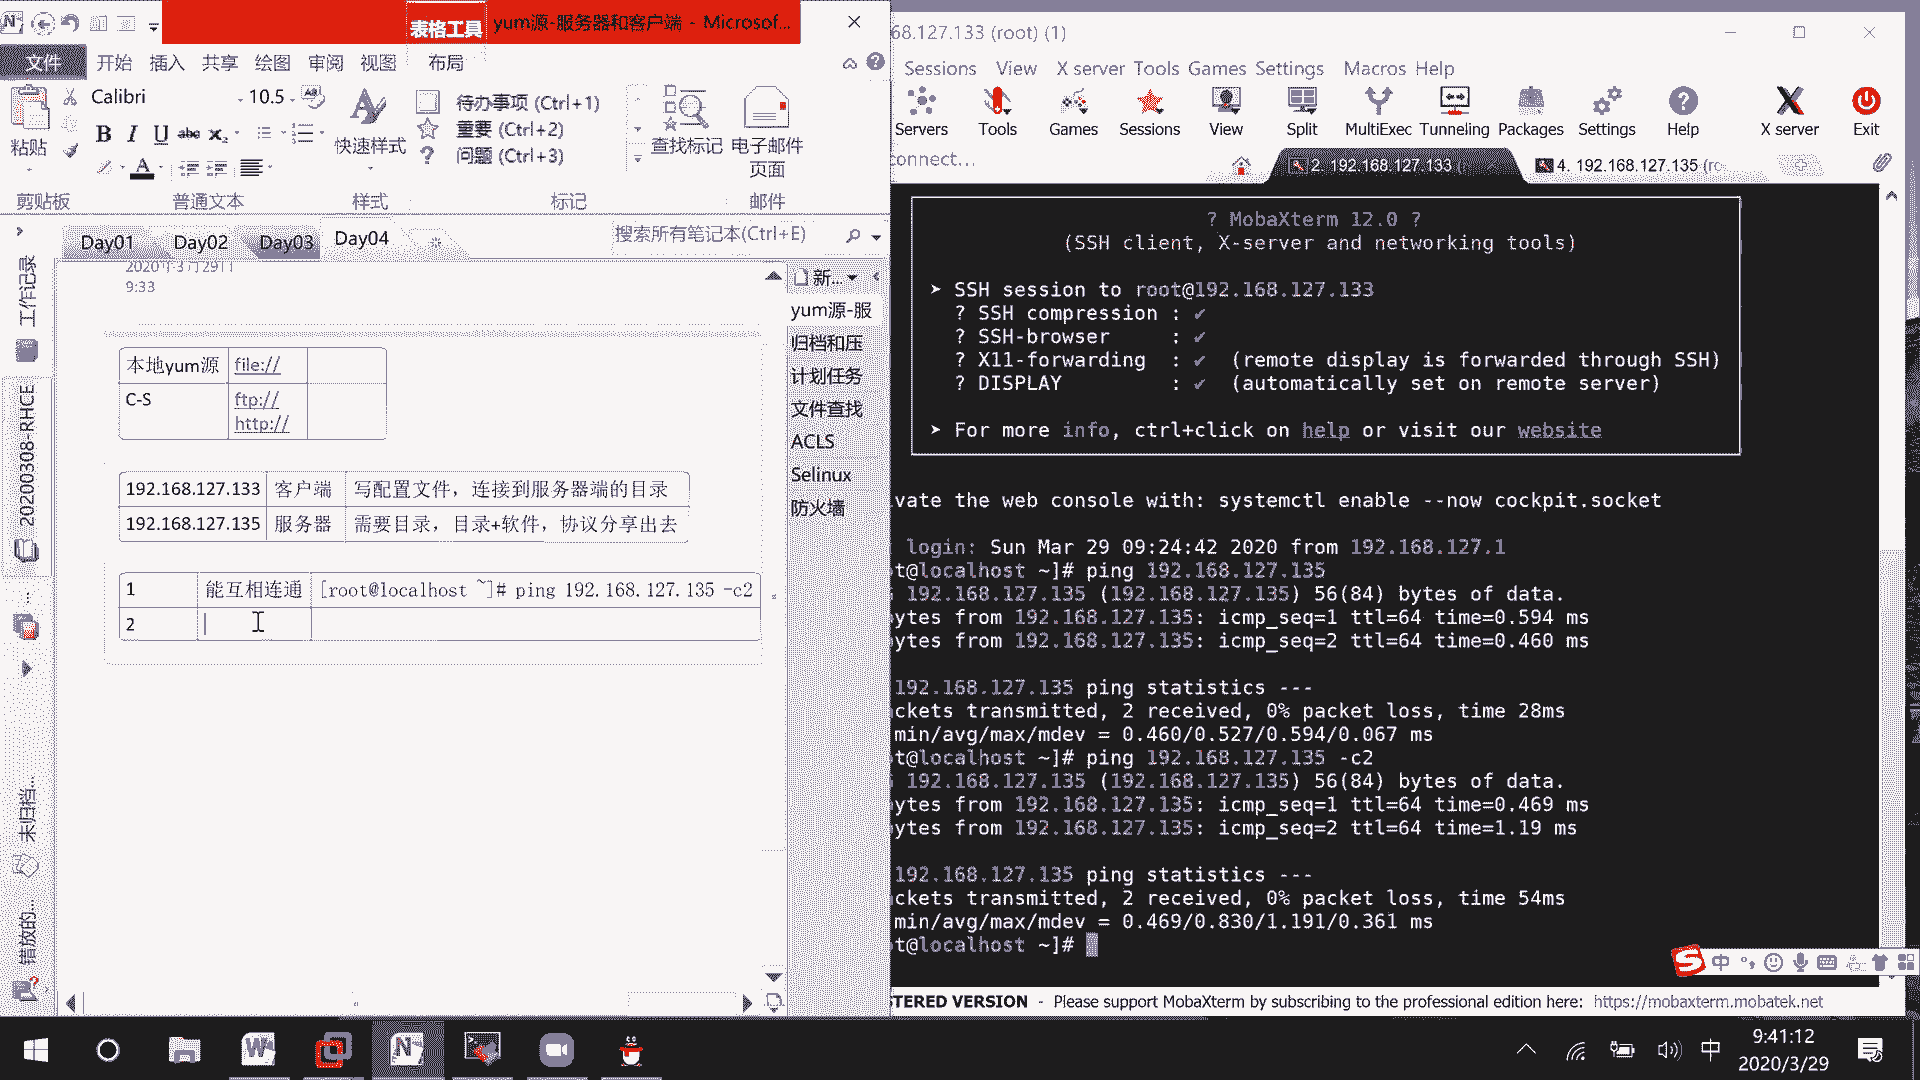 表格工具
yum源-服务器和客户端 - Microsof...
文件 开始 插入 共享 绘图 审阅 视图 布局
Calibri 10.5
粘贴
B I U abc
快速样式
待办事项 (Ctrl+1)
重要 (Ctrl+2)
问题 (Ctrl+3)
查找标记
电子邮件
页面
剪贴板 普通文本 样式 标记 邮件
Day01 Day02 Day03 Day04
搜索所有笔记本(Ctrl+E)
工作记录
20200308-RHCE
未归档...
错放的...
9:33
本地yum源 file://
C-S ftp://
http://
192.168.127.133 客户端 写配置文件，连接到服务器端的目录
192.168.127.135 服务器 需要目录，目录+软件，协议分享出去
1 能互相连通 [root@localhost ~]# ping 192.168.127.135 -c2
2
新...
yum源-服
归档和压
计划任务
文件查找
ACLS
Selinux
防火墙
68.127.133 (root) (1)
Sessions View X server Tools Games Settings Macros Help
Servers Tools Games Sessions View Split MultiExec Tunneling Packages Settings Help X server Exit
connect...
2. 192.168.127.133 (
4. 192.168.127.135 (ro
? MobaXterm 12.0 ?
(SSH client, X-server and networking tools)
➤ SSH session to root@192.168.127.133
? SSH compression : ✔
? SSH-browser : ✔
? X11-forwarding : ✔ (remote display is forwarded through SSH)
? DISPLAY : ✔ (automatically set on remote server)
➤ For more info, ctrl+click on help or visit our website
vate the web console with: systemctl enable --now cockpit.socket
login: Sun Mar 29 09:24:42 2020 from 192.168.127.1
t@localhost ~]# ping 192.168.127.135
192.168.127.135 (192.168.127.135) 56(84) bytes of data.
ytes from 192.168.127.135: icmp_seq=1 ttl=64 time=0.594 ms
ytes from 192.168.127.135: icmp_seq=2 ttl=64 time=0.460 ms
192.168.127.135 ping statistics ---
ckets transmitted, 2 received, 0% packet loss, time 28ms
min/avg/max/mdev = 0.460/0.527/0.594/0.067 ms
t@localhost ~]# ping 192.168.127.135 -c2
192.168.127.135 (192.168.127.135) 56(84) bytes of data.
ytes from 192.168.127.135: icmp_seq=1 ttl=64 time=0.469 ms
ytes from 192.168.127.135: icmp_seq=2 ttl=64 time=1.19 ms
192.168.127.135 ping statistics ---
ckets transmitted, 2 received, 0% packet loss, time 54ms
min/avg/max/mdev = 0.469/0.830/1.191/0.361 ms
t@localhost ~]#
中
TERED VERSION - Please support MobaXterm by subscribing to the professional edition here: https://mobaxterm.mobatek.net
中
9:41:12
2020/3/29